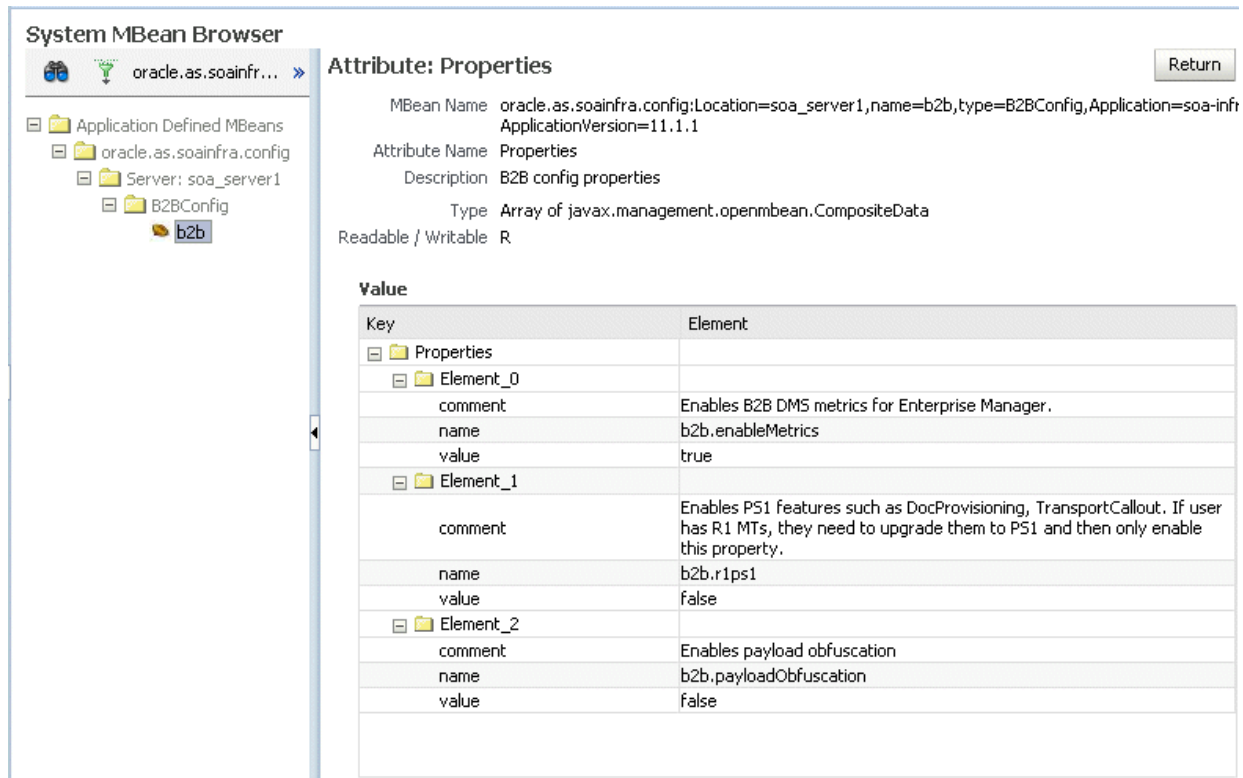 System MBean Browser
oracle.as.soainfr... »
Application Defined MBeans
oracle.as.soainfra.config
Server: soa_server1
B2BConfig
b2b
Attribute: Properties
Return
MBean Name oracle.as.soainfra.config:Location=soa_server1,name=b2b,type=B2BConfig,Application=soa-infr
ApplicationVersion=11.1.1
Attribute Name Properties
Description B2B config properties
Type Array of javax.management.openmbean.CompositeData
Readable / Writable R
Value
Key Element
Properties
Element_0
comment Enables B2B DMS metrics for Enterprise Manager.
name b2b.enableMetrics
value true
Element_1
comment Enables PS1 features such as DocProvisioning, TransportCallout. If user
has R1 MTs, they need to upgrade them to PS1 and then only enable
this property.
name b2b.r1ps1
value false
Element_2
comment Enables payload obfuscation
name b2b.payloadObfuscation
value false